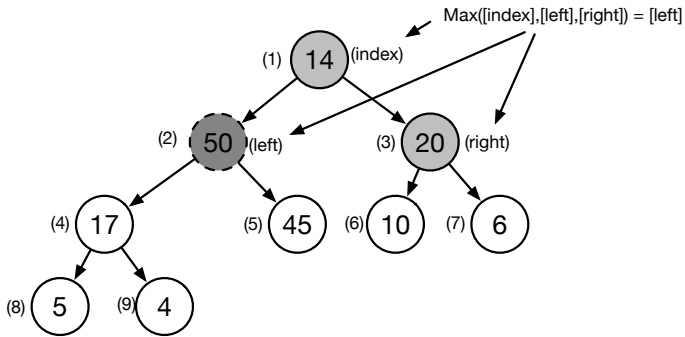 Max([index],[left],[right]) = [left]
(1) 14 (index)
(2) 50 (left)
(3) 20 (right)
(4) 17
(5) 45
(6) 10
(7) 6
(8) 5
(9) 4